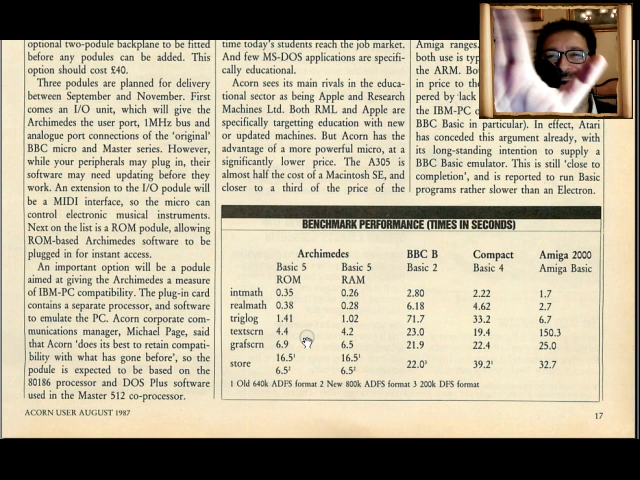 optional two-podule backplane to be fitted
before any podules can be added. This
option should cost £40.
Three podules are planned for delivery
between September and November. First
comes an I/O unit, which will give the
Archimedes the user port, 1MHz bus and
analogue port connections of the 'original'
BBC micro and Master series. However,
while your peripherals may plug in, their
software may need updating before they
work. An extension to the I/O podule will
be a MIDI interface, so the micro can
control electronic musical instruments.
Next on the list is a ROM podule, allowing
ROM-based Archimedes software to be
plugged in for instant access.
An important option will be a podule
aimed at giving the Archimedes a measure
of IBM-PC compatibility. The plug-in card
contains a separate processor, and software
to emulate the PC. Acorn corporate com-
munications manager, Michael Page, said
that Acorn 'does its best to retain compati-
bility with what has gone before', so the
podule is expected to be based on the
80186 processor and DOS Plus software
used in the Master 512 co-processor.
time today's students reach the job market.
And few MS-DOS applications are specifi-
cally educational.
Acorn sees its main rivals in the educa-
tional sector as being Apple and Research
Machines Ltd. Both RML and Apple are
specifically targetting education with new
or updated machines. But Acorn has the
advantage of a more powerful micro, at a
significantly lower price. The A305 is
almost half the cost of a Macintosh SE, and
closer to a third of the price of the
Amiga ranges.
both use is typ
the ARM. Bo
in price to the
pered by lack
the IBM-PC c
BBC Basic in particular). In effect, Atari
has conceded this argument already, with
its long-standing intention to supply a
BBC Basic emulator. This is still 'close to
completion', and is reported to run Basic
programs rather slower than an Electron.
BENCHMARK PERFORMANCE (TIMES IN SECONDS)
Archimedes BBC B Compact Amiga 2000
Basic 5 Basic 5 Basic 2 Basic 4 Amiga Basic
ROM RAM
intmath 0.35 0.26 2.80 2.22 1.7
realmath 0.38 0.28 6.18 4.62 2.7
triglog 1.41 1.02 71.7 33.2 6.7
textscrn 4.4 4.2 23.0 19.4 150.3
grafscrn 6.9 6.5 21.9 22.4 25.0
store 16.5¹ 16.5¹ 22.0³ 39.2¹ 32.7
6.5² 6.5²
1 Old 640k ADFS format 2 New 800k ADFS format 3 200k DFS format
ACORN USER AUGUST 1987 17